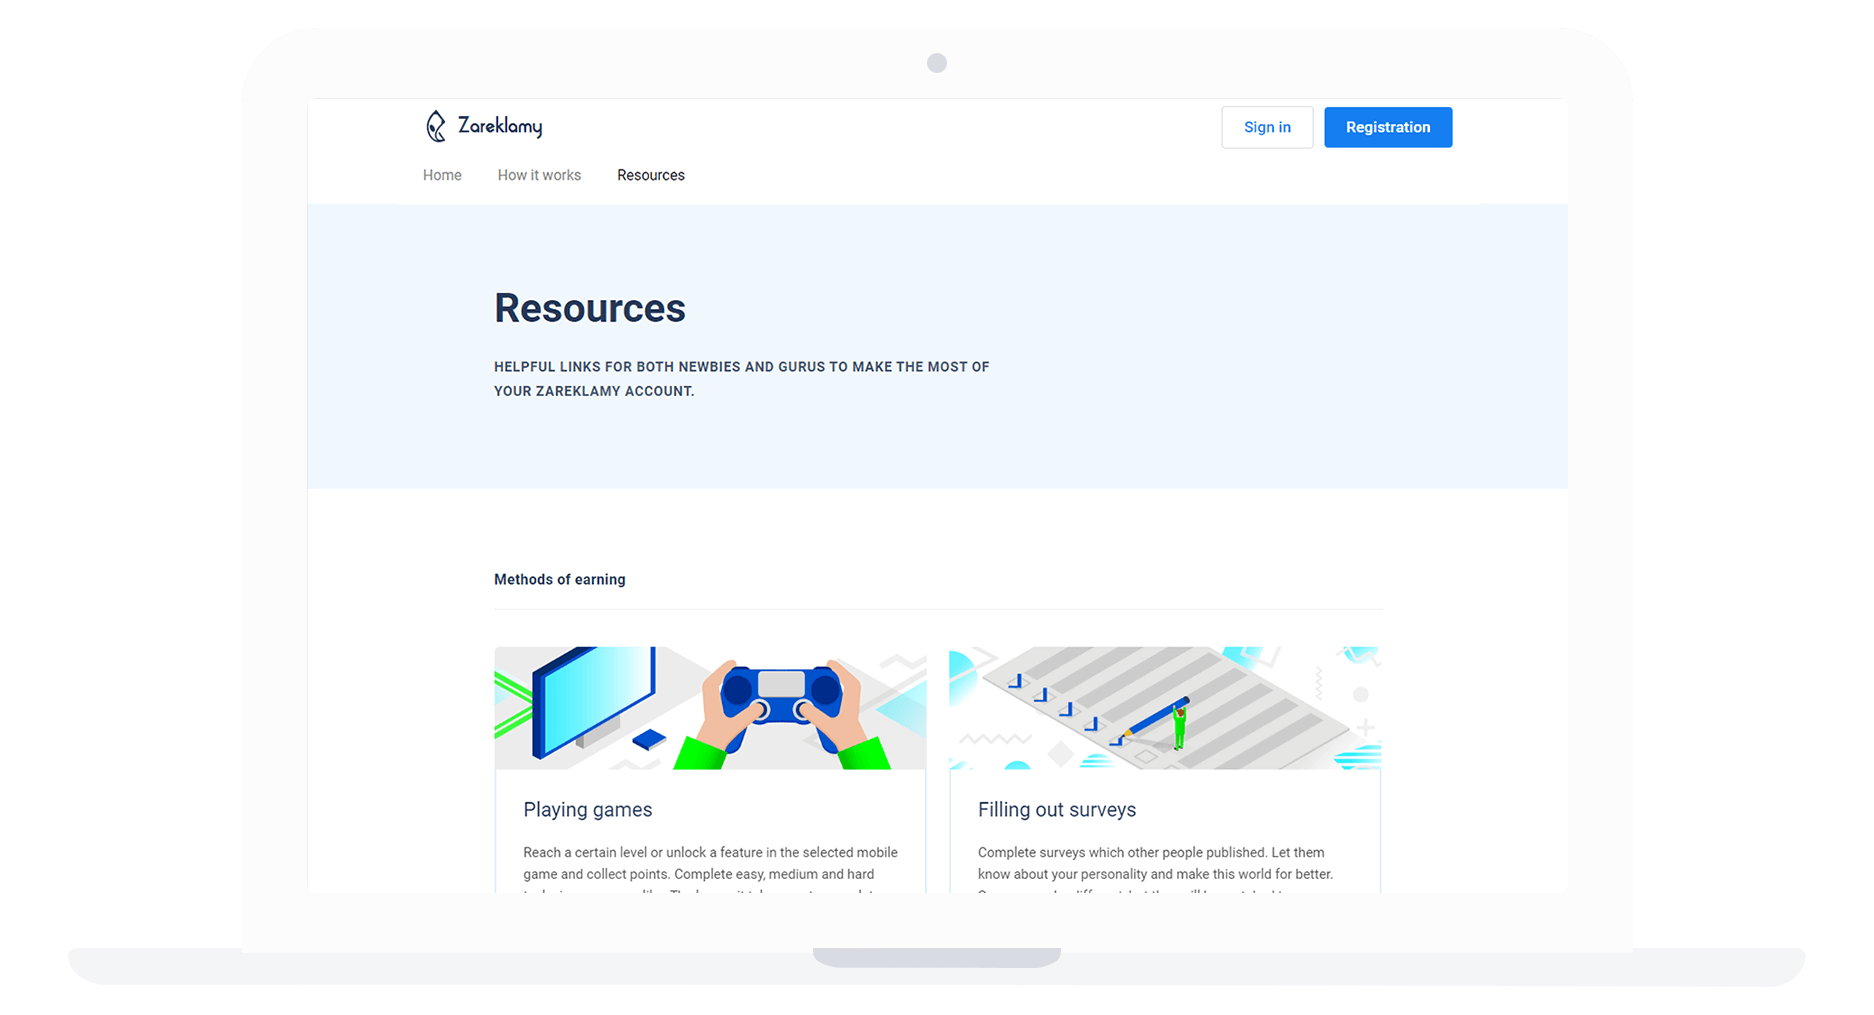 Zareklamy
Sign in
Registration
Home
How it works
Resources
Resources
HELPFUL LINKS FOR BOTH NEWBIES AND GURUS TO MAKE THE MOST OF
YOUR ZAREKLAMY ACCOUNT.
Methods of earning
Playing games
Reach a certain level or unlock a feature in the selected mobile
game and collect points. Complete easy, medium and hard
Filling out surveys
Complete surveys which other people published. Let them
know about your personality and make this world for better.